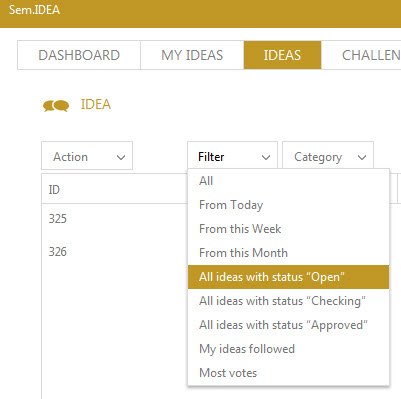 Sem.IDEA
DASHBOARD MY IDEAS IDEAS CHALLEN
IDEA
Action Filter Category
ID
All
325
From Today
From this Week
326
From this Month
All ideas with status “Open”
All ideas with status “Checking”
All ideas with status “Approved”
My ideas followed
Most votes